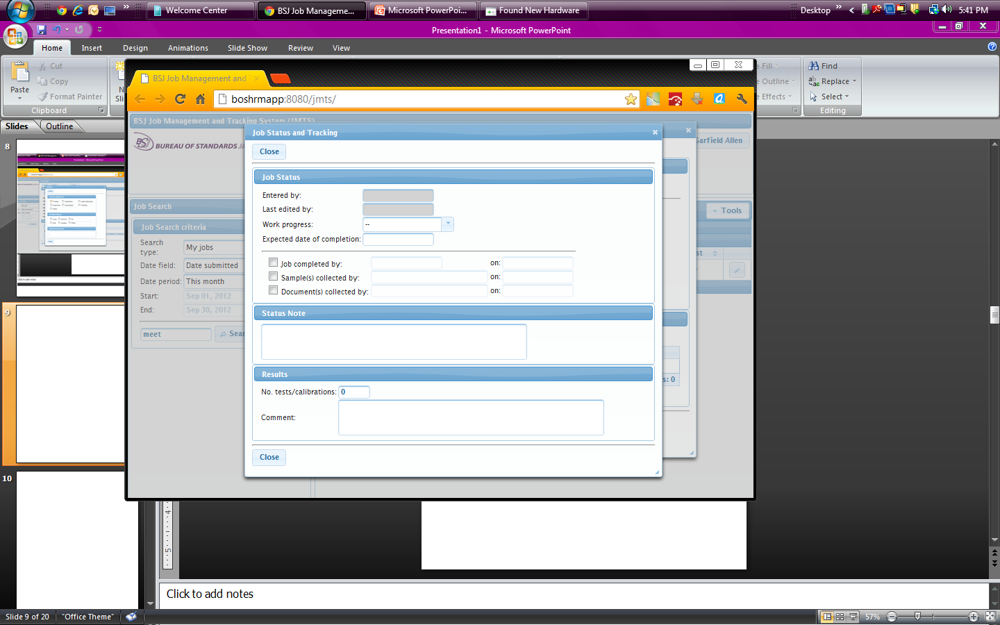 Welcome Center
BSJ Job Manageme...
Microsoft PowerPoi...
Found New Hardware
Desktop
5:41 PM
Presentation1 - Microsoft PowerPoint
Home
Insert
Design
Animations
Slide Show
Review
View
Paste
Cut
Copy
Format Painter
Clipboard
Fill
Outline
Effects
Find
Replace
Select
Editing
Slides
Outline
8
9
10
BSJ Job Management and
boshrmapp:8080/jmts/
BSJ Job Management and Tracking System (JMTS)
BSJ BUREAU OF STANDARDS JA
Garfield Allen
Job Search
Tools
Job Search criteria
Search type:
My jobs
Date field:
Date submitted
Date period:
This month
Start:
Sep 01, 2012
End:
Sep 30, 2012
meet
Sear
st
s: 0
Job Status and Tracking
Close
Job Status
Entered by:
Last edited by:
Work progress:
--
Expected date of completion:
Job completed by:
on:
Sample(s) collected by:
on:
Document(s) collected by:
on:
Status Note
Results
No. tests/calibrations:
0
Comment:
Close
4
5
Click to add notes
Slide 9 of 20
"Office Theme"
57%